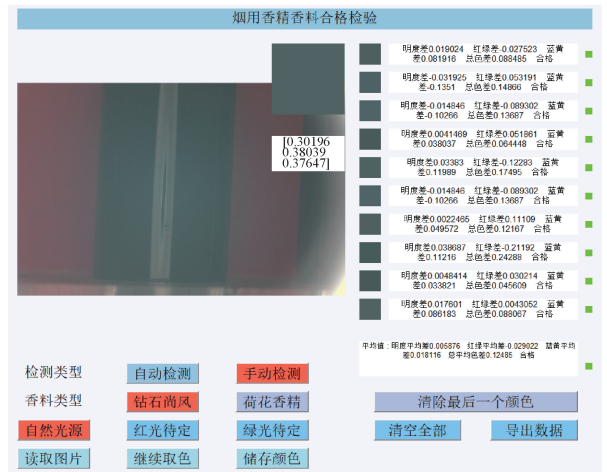 烟用香精香料合格检验
[0.30196
0.38039
0.37647]
明度差0.019024 红绿差-0.027523 蓝黄
差0.081916 总色差0.088485 合格
明度差-0.031925 红绿差0.053191 蓝黄
差-0.1351 总色差0.14866 合格
明度差-0.014846 红绿差-0.089302 蓝黄
差-0.10266 总色差0.13687 合格
明度差0.0041469 红绿差0.051861 蓝黄
差0.038037 总色差0.064448 合格
明度差0.03383 红绿差-0.12283 蓝黄
差0.11989 总色差0.17495 合格
明度差-0.014846 红绿差-0.089302 蓝黄
差-0.10266 总色差0.13687 合格
明度差0.0022465 红绿差0.11109 蓝黄
差0.049572 总色差0.12167 合格
明度差0.038687 红绿差-0.21192 蓝黄
差0.11216 总色差0.24288 合格
明度差0.0048414 红绿差0.030214 蓝黄
差0.033821 总色差0.045609 合格
明度差0.017601 红绿差0.0043052 蓝黄
差0.086183 总色差0.088067 合格
平均值：明度平均差0.005876 红绿平均差-0.029022 蓝黄平均
差0.018116 总平均色差0.12485 合格
检测类型 自动检测 手动检测
香料类型 钻石尚风 荷花香精 清除最后一个颜色
自然光源 红光待定 绿光待定 清空全部 导出数据
读取图片 继续取色 储存颜色